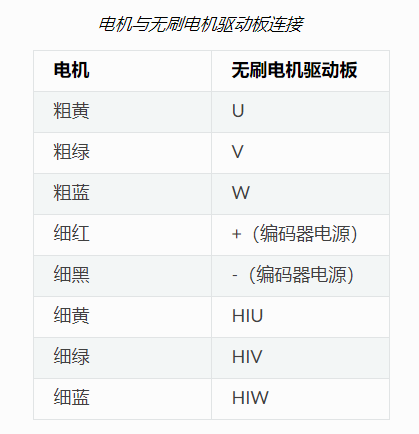 电机与无刷电机驱动板连接
电机 无刷电机驱动板
粗黄 U
粗绿 V
粗蓝 W
细红 +（编码器电源）
细黑 -（编码器电源）
细黄 HIU
细绿 HIV
细蓝 HIW